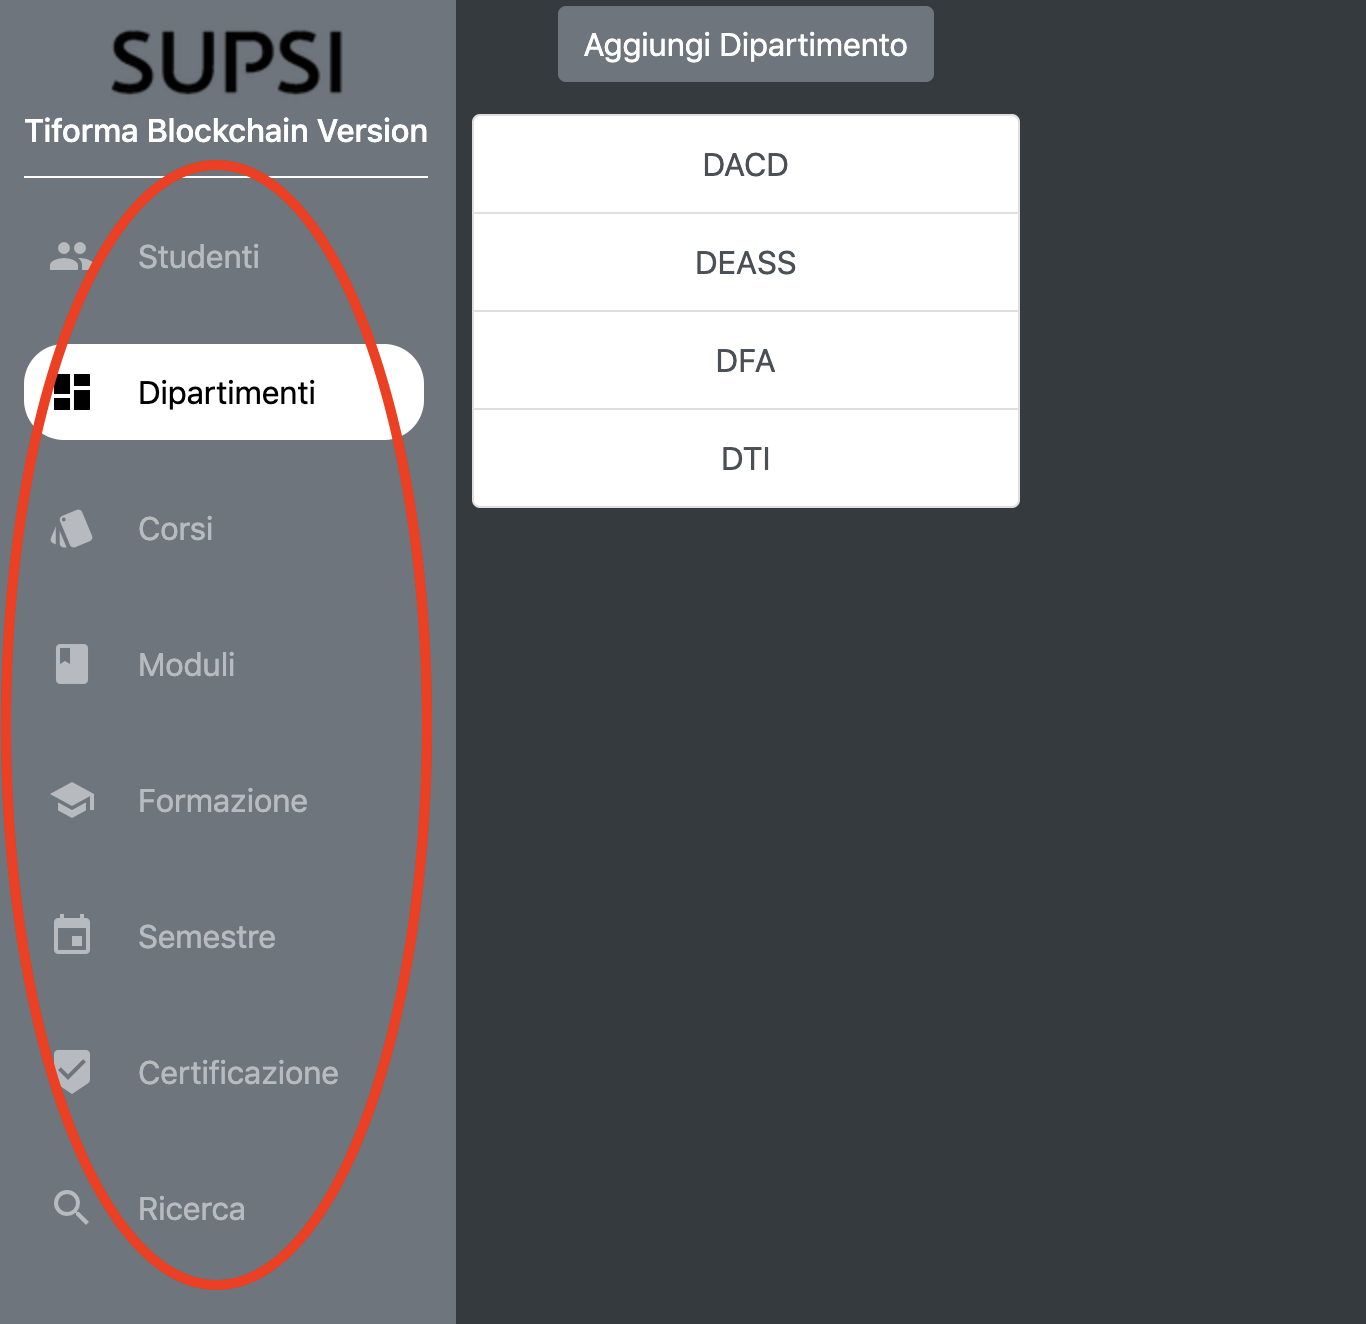 SUPSI
Tiforma Blockchain Version
Studenti
Dipartimenti
Corsi
Moduli
Formazione
Semestre
Certificazione
Ricerca
Aggiungi Dipartimento
DACD
DEASS
DFA
DTI